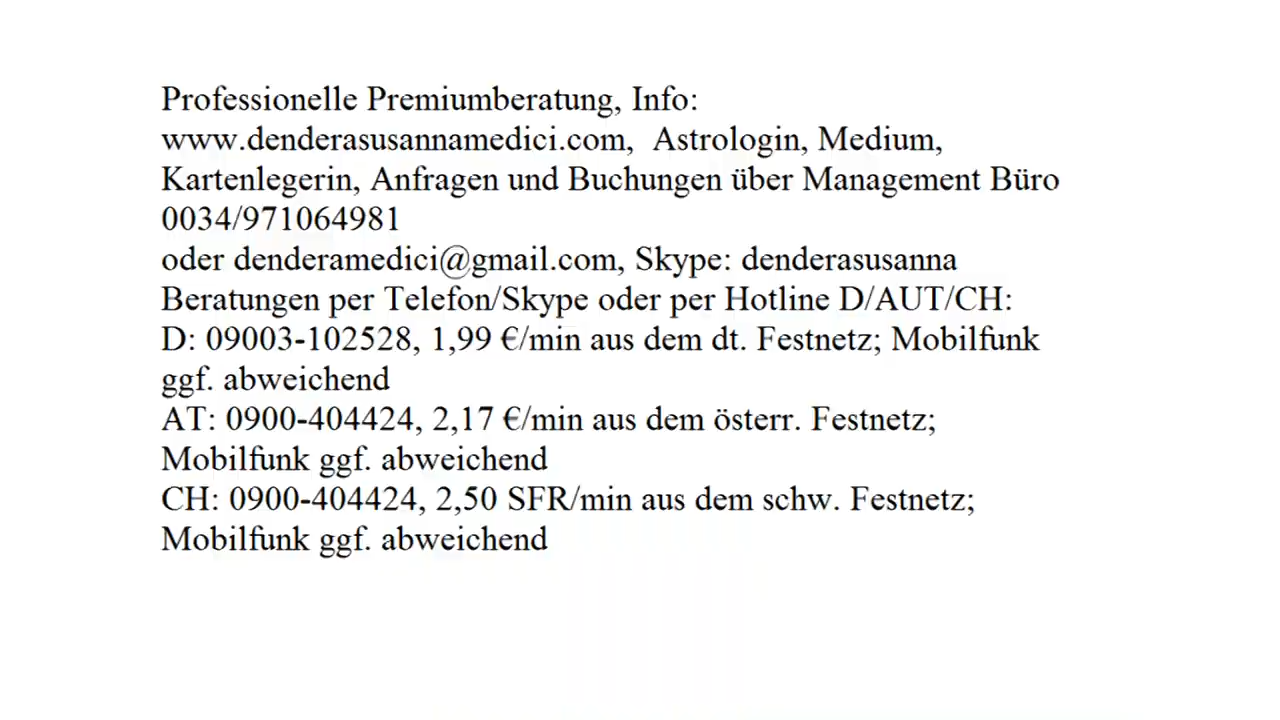 Professionelle Premiumberatung, Info:
www.denderasusannamedici.com,  Astrologin, Medium,
Kartenlegerin, Anfragen und Buchungen über Management Büro
0034/971064981
oder denderamedici@gmail.com, Skype: denderasusanna
Beratungen per Telefon/Skype oder per Hotline D/AUT/CH:
D: 09003-102528, 1,99 €/min aus dem dt. Festnetz; Mobilfunk
ggf. abweichend
AT: 0900-404424, 2,17 €/min aus dem österr. Festnetz;
Mobilfunk ggf. abweichend
CH: 0900-404424, 2,50 SFR/min aus dem schw. Festnetz;
Mobilfunk ggf. abweichend